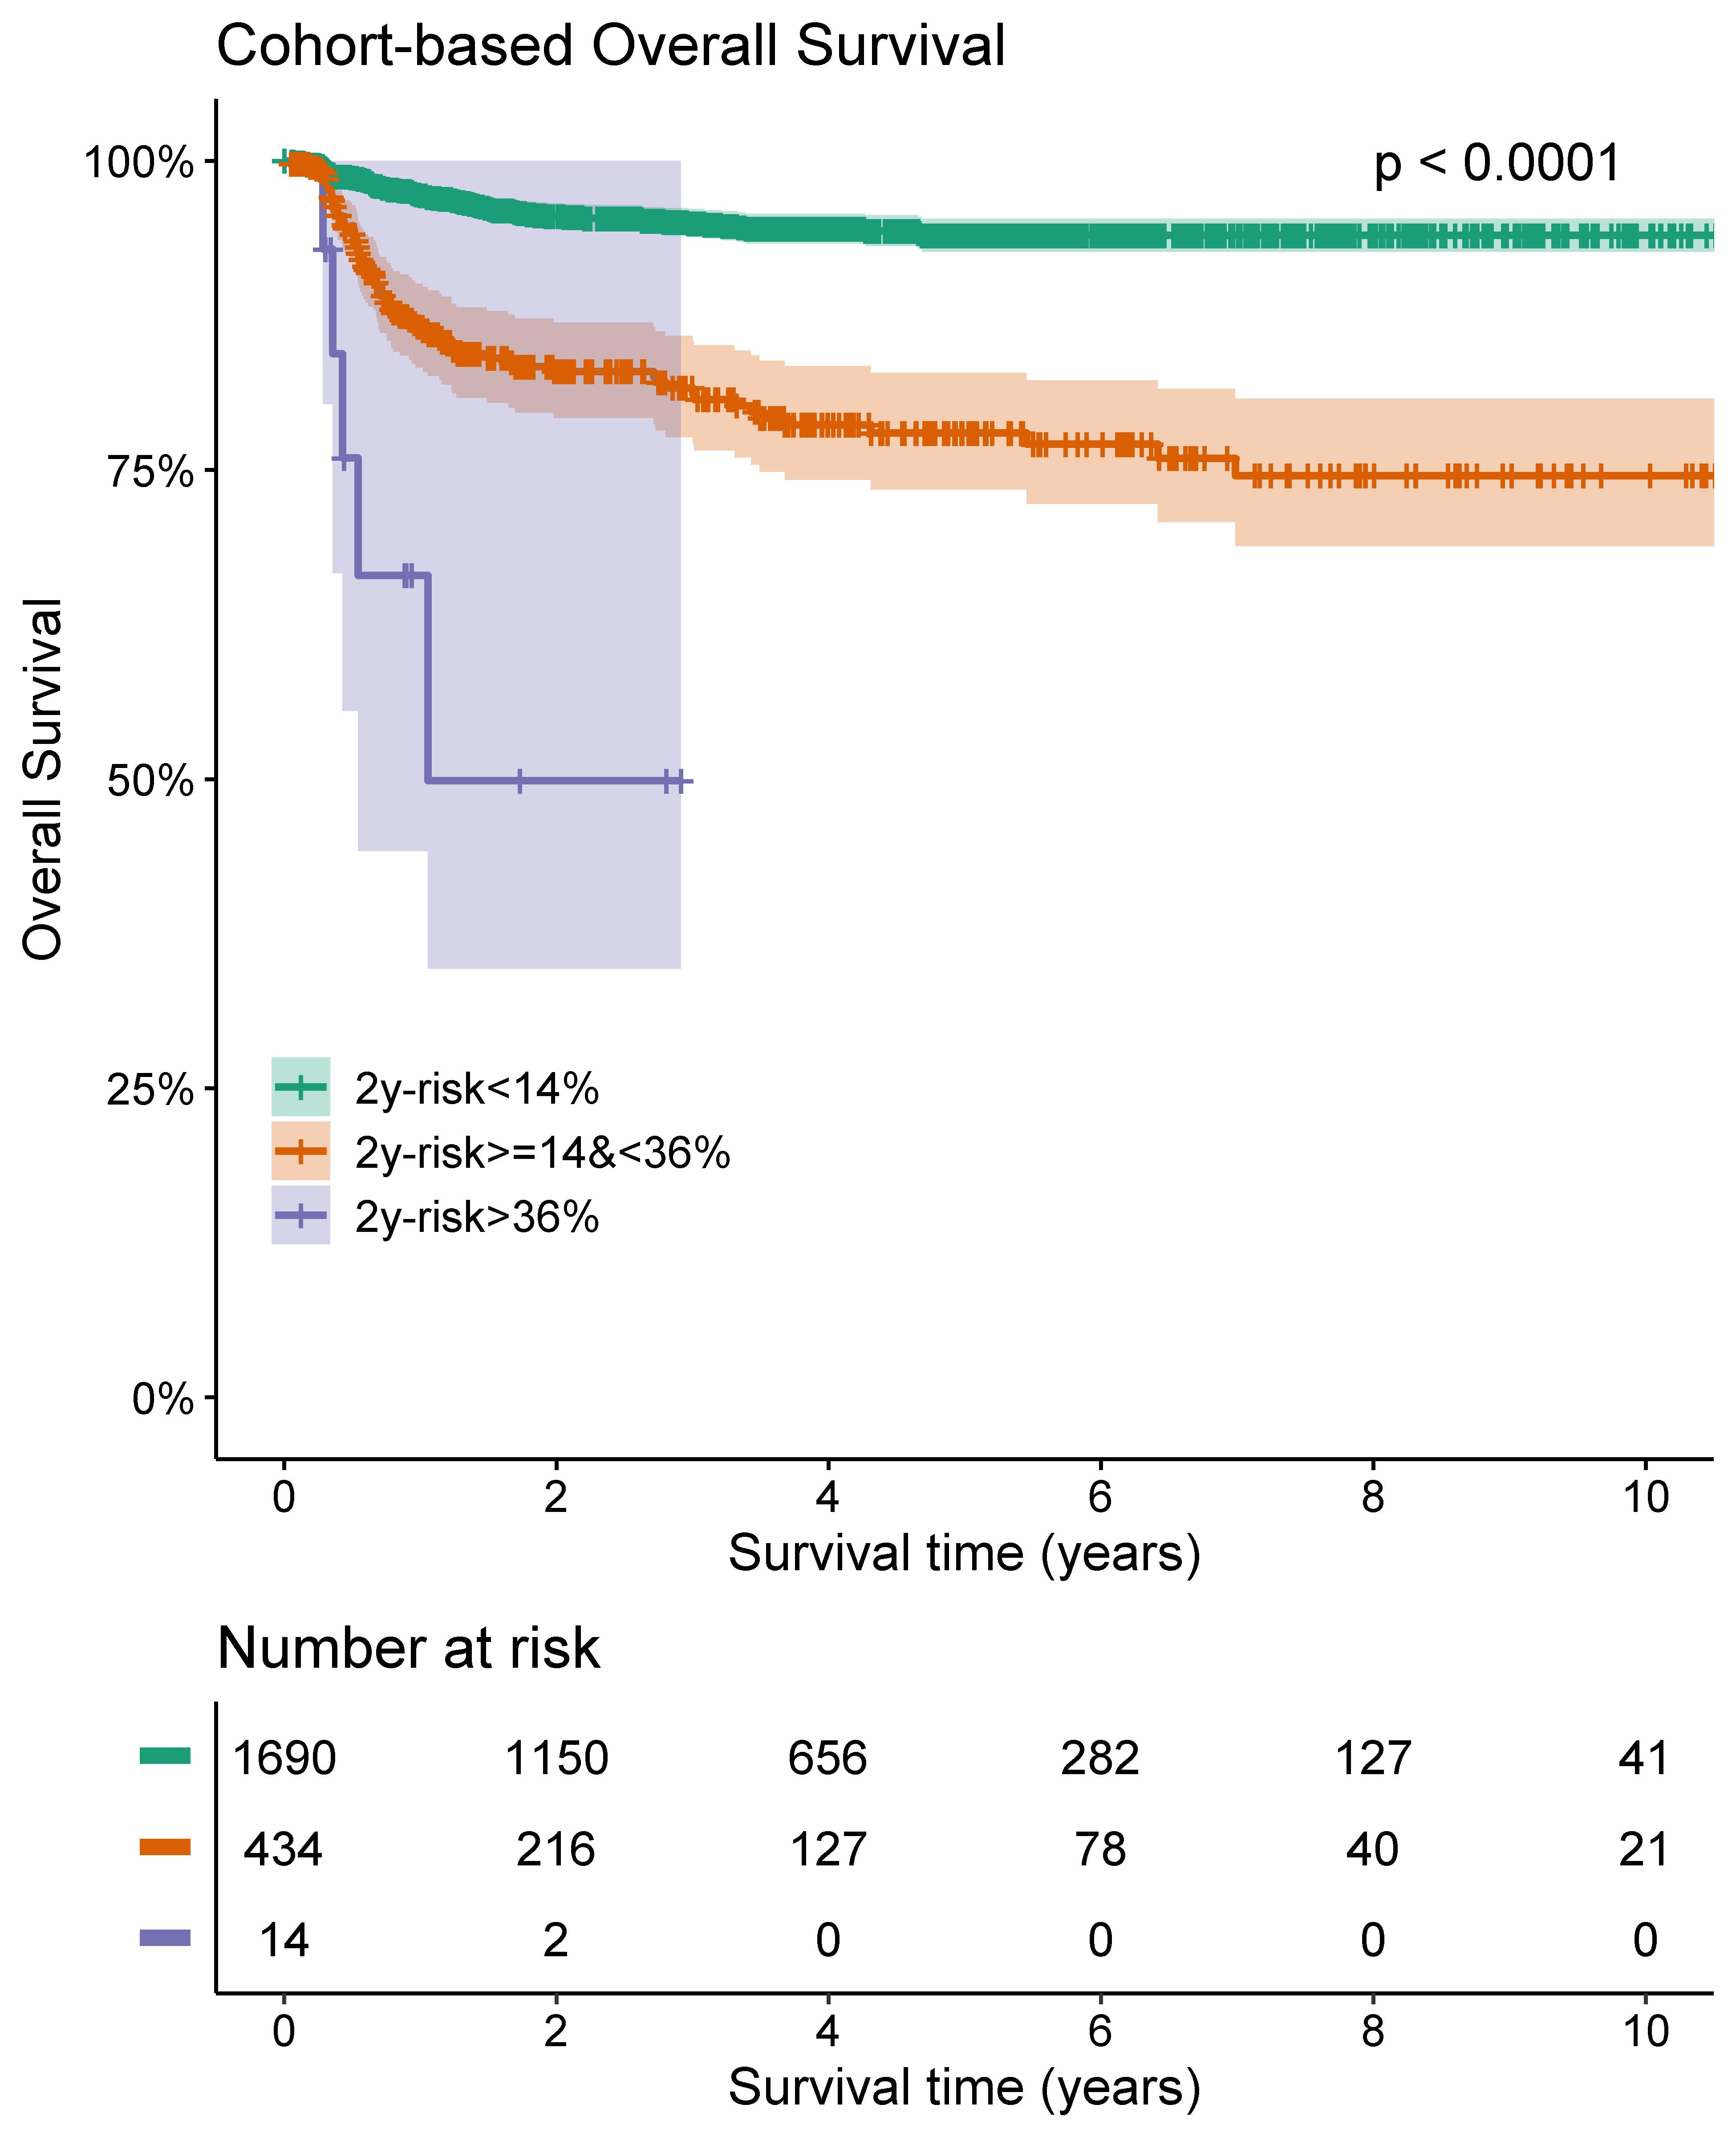 Cohort-based Overall Survival
p < 0.0001
100%
75%
50%
25%
0%
Overall Survival
2y-risk<14%
2y-risk>=14&<36%
2y-risk>36%
0 2 4 6 8 10
Survival time (years)
Number at risk
1690 1150 656 282 127 41
434 216 127 78 40 21
14 2 0 0 0 0
0 2 4 6 8 10
Survival time (years)